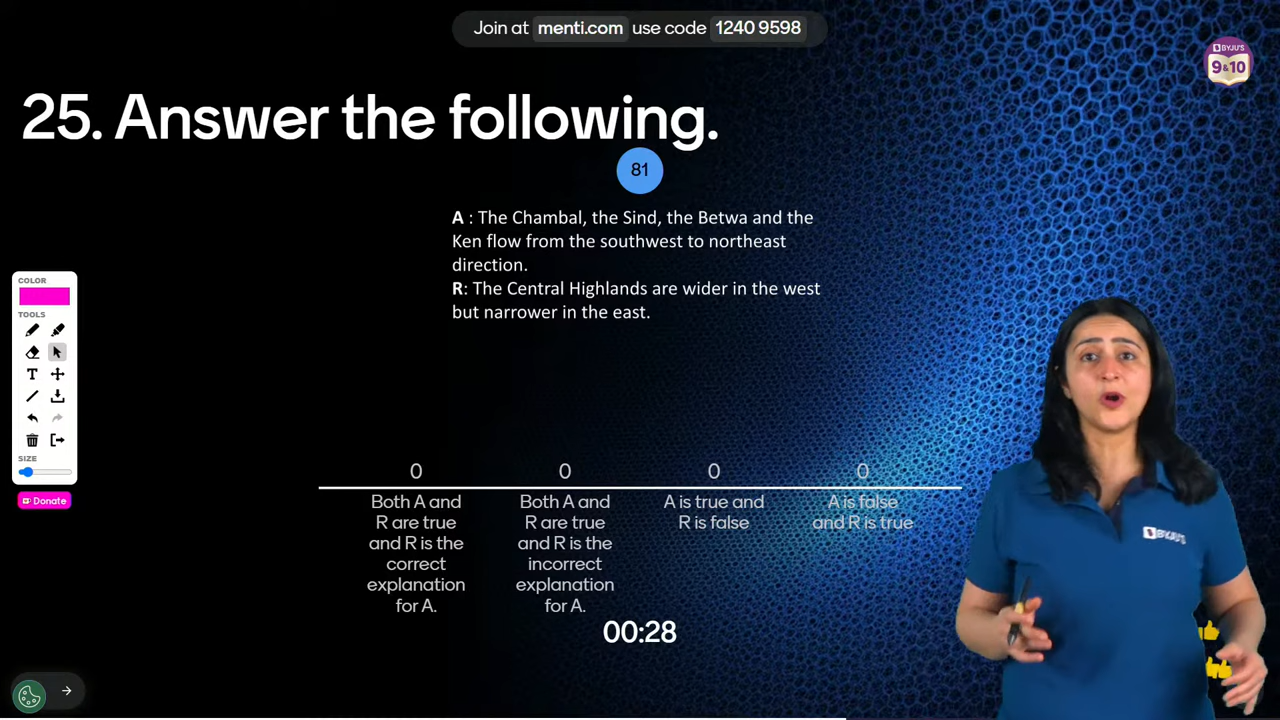 Join at menti.com use code 1240 9598
BYJU'S
9&10
25. Answer the following.
81
A : The Chambal, the Sind, the Betwa and the
Ken flow from the southwest to northeast
direction.
R: The Central Highlands are wider in the west
but narrower in the east.
COLOR
TOOLS
T
SIZE
Donate
0
Both A and
R are true
and R is the
correct
explanation
for A.
0
Both A and
R are true
and R is the
incorrect
explanation
for A.
0
A is true and
R is false
0
A is false
and R is true
00:28
BYJU'S